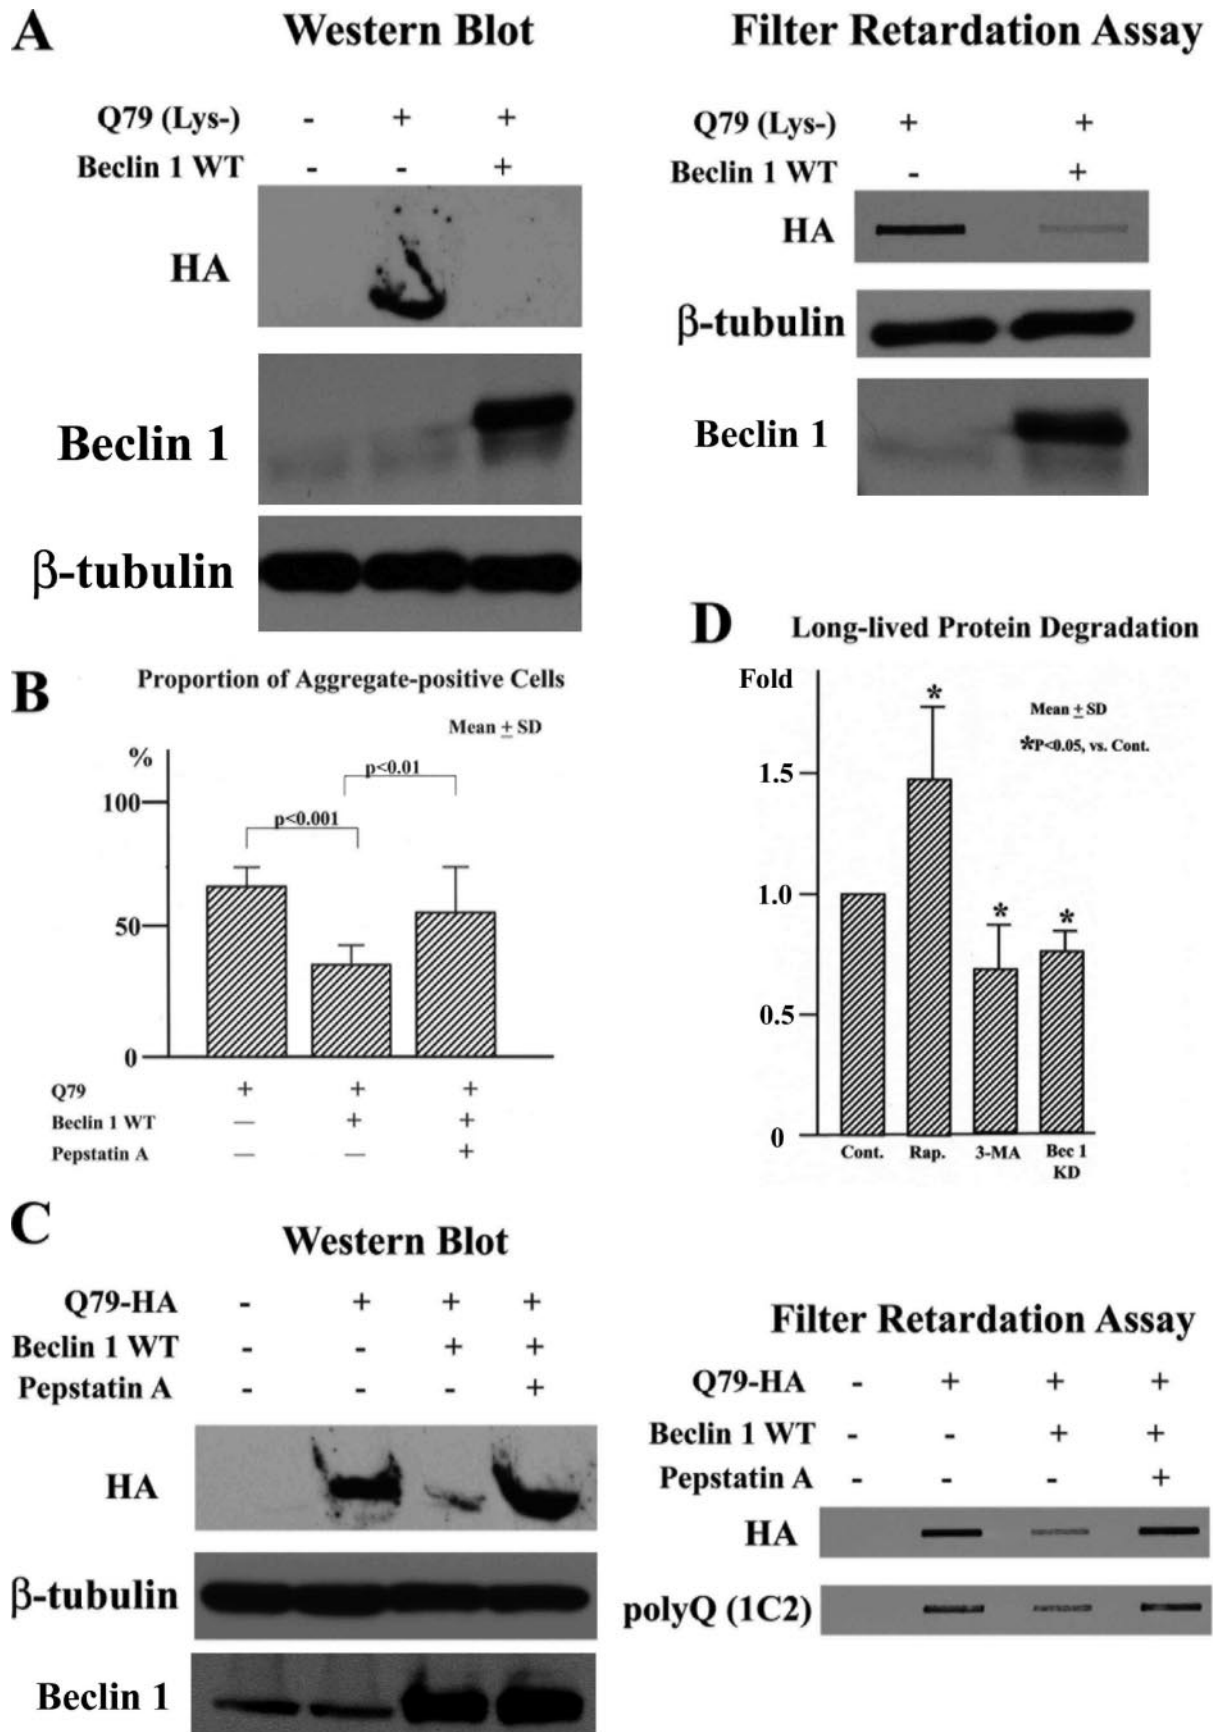 A
Western Blot
Q79 (Lys-) - + +
Beclin 1 WT - - +
HA
Beclin 1
β-tubulin
Filter Retardation Assay
Q79 (Lys-) + +
Beclin 1 WT - +
HA
β-tubulin
Beclin 1
B
Proportion of Aggregate-positive Cells
Mean ± SD
%
p<0.01
100
p<0.001
50
0
Q79 + + +
Beclin 1 WT — + +
Pepstatin A — — +
D
Long-lived Protein Degradation
Fold
Mean ± SD
*P<0.05, vs. Cont.
*
1.5
1.0
* *
0.5
0
Cont. Rap. 3-MA Bec 1
KD
C
Western Blot
Q79-HA - + + +
Beclin 1 WT - - + +
Pepstatin A - - - +
HA
β-tubulin
Beclin 1
Filter Retardation Assay
Q79-HA - + + +
Beclin 1 WT - - + +
Pepstatin A - - - +
HA
polyQ (1C2)